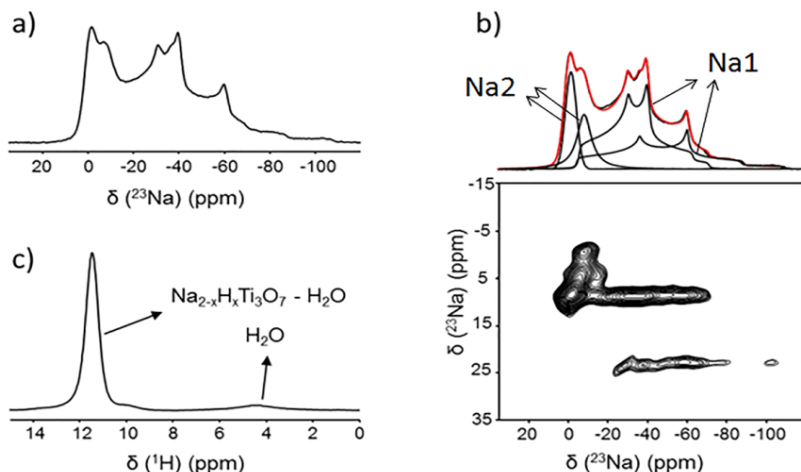 a)
20 0 -20 -40 -60 -80 -100
δ (²³Na) (ppm)
b)
Na2
Na1
-15
-5
5
15
25
35
δ (²³Na) (ppm)
20 0 -20 -40 -60 -80 -100
δ (²³Na) (ppm)
c)
Na₂₋ₓHₓTi₃O₇ - H₂O
H₂O
14 12 10 8 6 4 2 0
δ (¹H) (ppm)